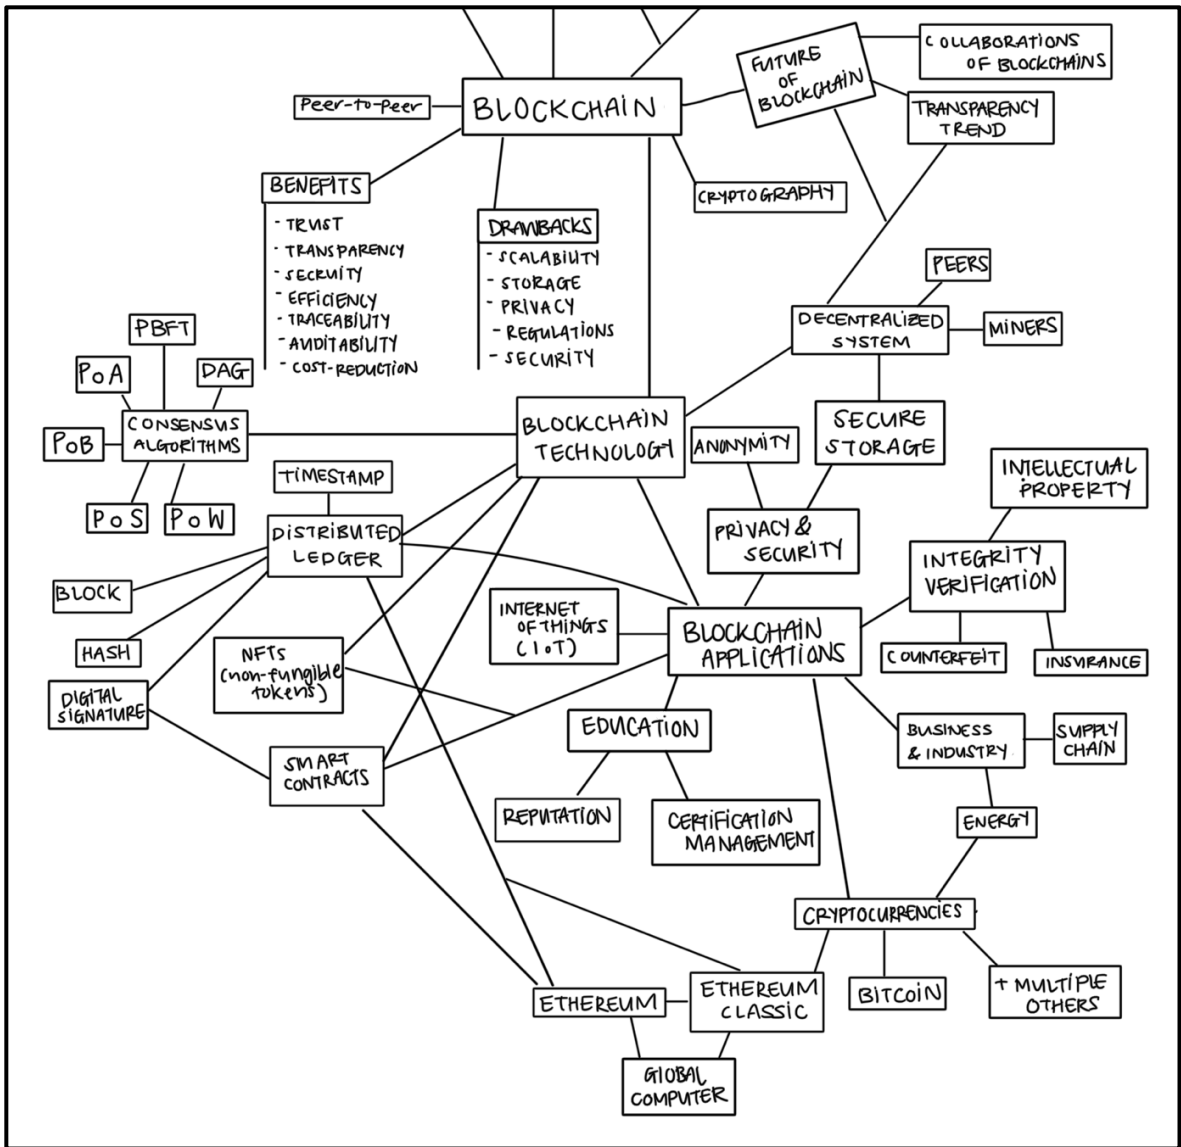 COLLABORATIONS
OF BLOCKCHAINS
FUTURE
OF
BLOCKCHAIN
Peer-to-Peer
BLOCKCHAIN
TRANSPARENCY
TREND
BENEFITS
- TRUST
- TRANSPARENCY
- SECRUITY
- EFFICIENCY
- TRACEABILITY
- AUDITABILITY
- COST-REDUCTION
DRAWBACKS
- SCALABILITY
- STORAGE
- PRIVACY
- REGULATIONS
- SECURITY
CRYPTOGRAPHY
PEERS
DECENTRALIZED
SYSTEM
MINERS
PBFT
PoA
DAG
CONSENSUS
ALGORITHMS
PoB
PoS
PoW
BLOCKCHAIN
TECHNOLOGY
ANONYMITY
SECURE
STORAGE
TIMESTAMP
DISTRIBUTED
LEDGER
PRIVACY &
SECURITY
INTELLECTUAL
PROPERTY
INTEGRITY
VERIFICATION
BLOCK
HASH
DIGITAL
SIGNATURE
NFTS
(non-fungible
tokens)
INTERNET
OF THINGS
(IoT)
BLOCKCHAIN
APPLICATIONS
COUNTERFEIT
INSURANCE
SMART
CONTRACTS
EDUCATION
BUSINESS
& INDUSTRY
SUPPLY
CHAIN
REPUTATION
CERTIFICATION
MANAGEMENT
ENERGY
CRYPTOCURRENCIES
ETHEREUM
ETHEREUM
CLASSIC
BITCOIN
+ MULTIPLE
OTHERS
GLOBAL
COMPUTER